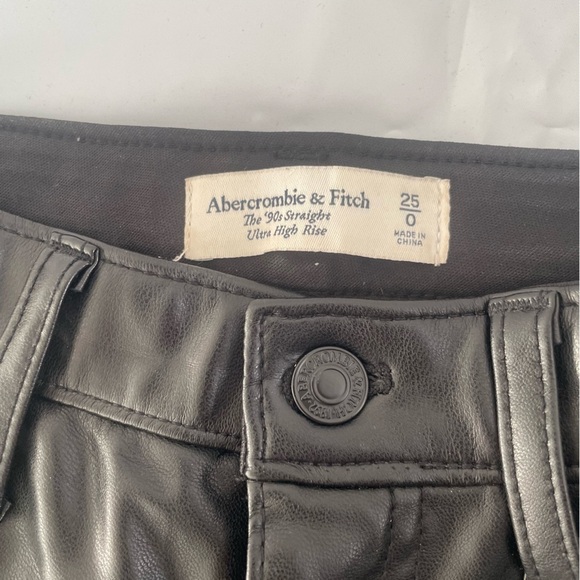 Abercrombie & Fitch
The '90s Straight
Ultra High Rise
25
0
MADE IN
CHINA